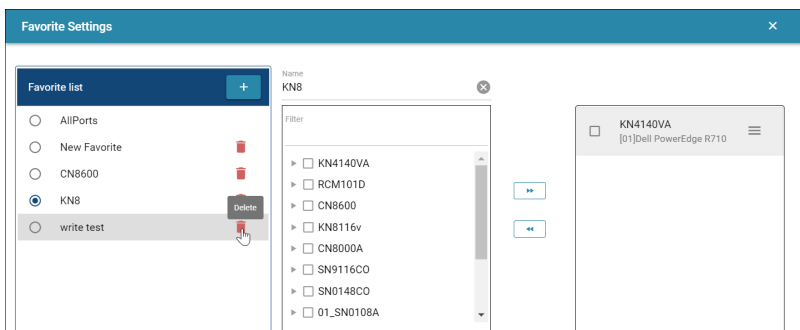 Favorite Settings
Favorite list
AllPorts
New Favorite
CN8600
KN8
write test
Delete
Name
KN8
Filter
KN4140VA
RCM101D
CN8600
KN8116v
CN8000A
SN9116CO
SN0148CO
01_SN0108A
KN4140VA
[01]Dell PowerEdge R710